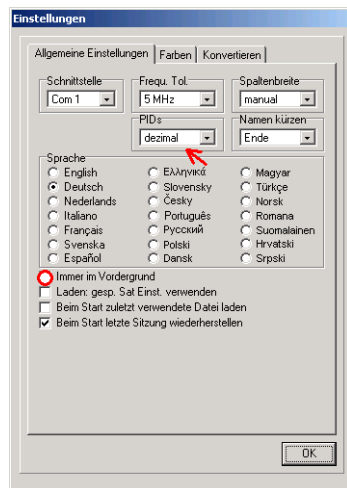 Einstellungen
Allgemeine Einstellungen Farben Konvertieren
Schnittstelle Frequ. Tol. Spaltenbreite
Com 1 5 MHz manual
PIDs Namen kürzen
dezimal Ende
Sprache
English Ελληνικά Magyar
Deutsch Slovensky Türkçe
Nederlands Česky Norsk
Italiano Português Romana
Français Русский Suomalainen
Svenska Polski Hrvatski
Español Dansk Srpski
Immer im Vordergrund
Laden: gesp. Sat Einst. verwenden
Beim Start zuletzt verwendete Datei laden
Beim Start letzte Sitzung wiederherstellen
OK